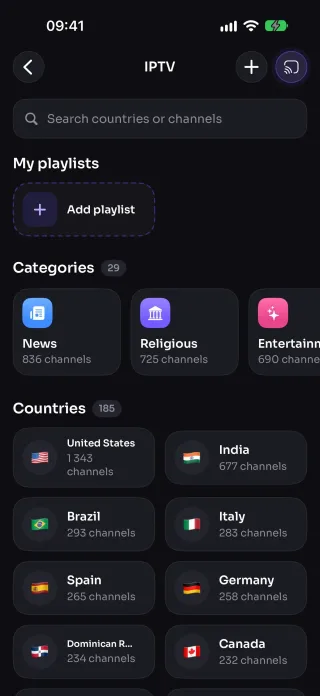 09:41
IPTV
Search countries or channels
My playlists
Add playlist
Categories 29
News
836 channels
Religious
725 channels
Entertainn
690 channe
Countries 185
United States
1 343
channels
India
677 channels
Brazil
293 channels
Italy
283 channels
Spain
265 channels
Germany
258 channels
Dominican R...
234 channels
Canada
232 channels